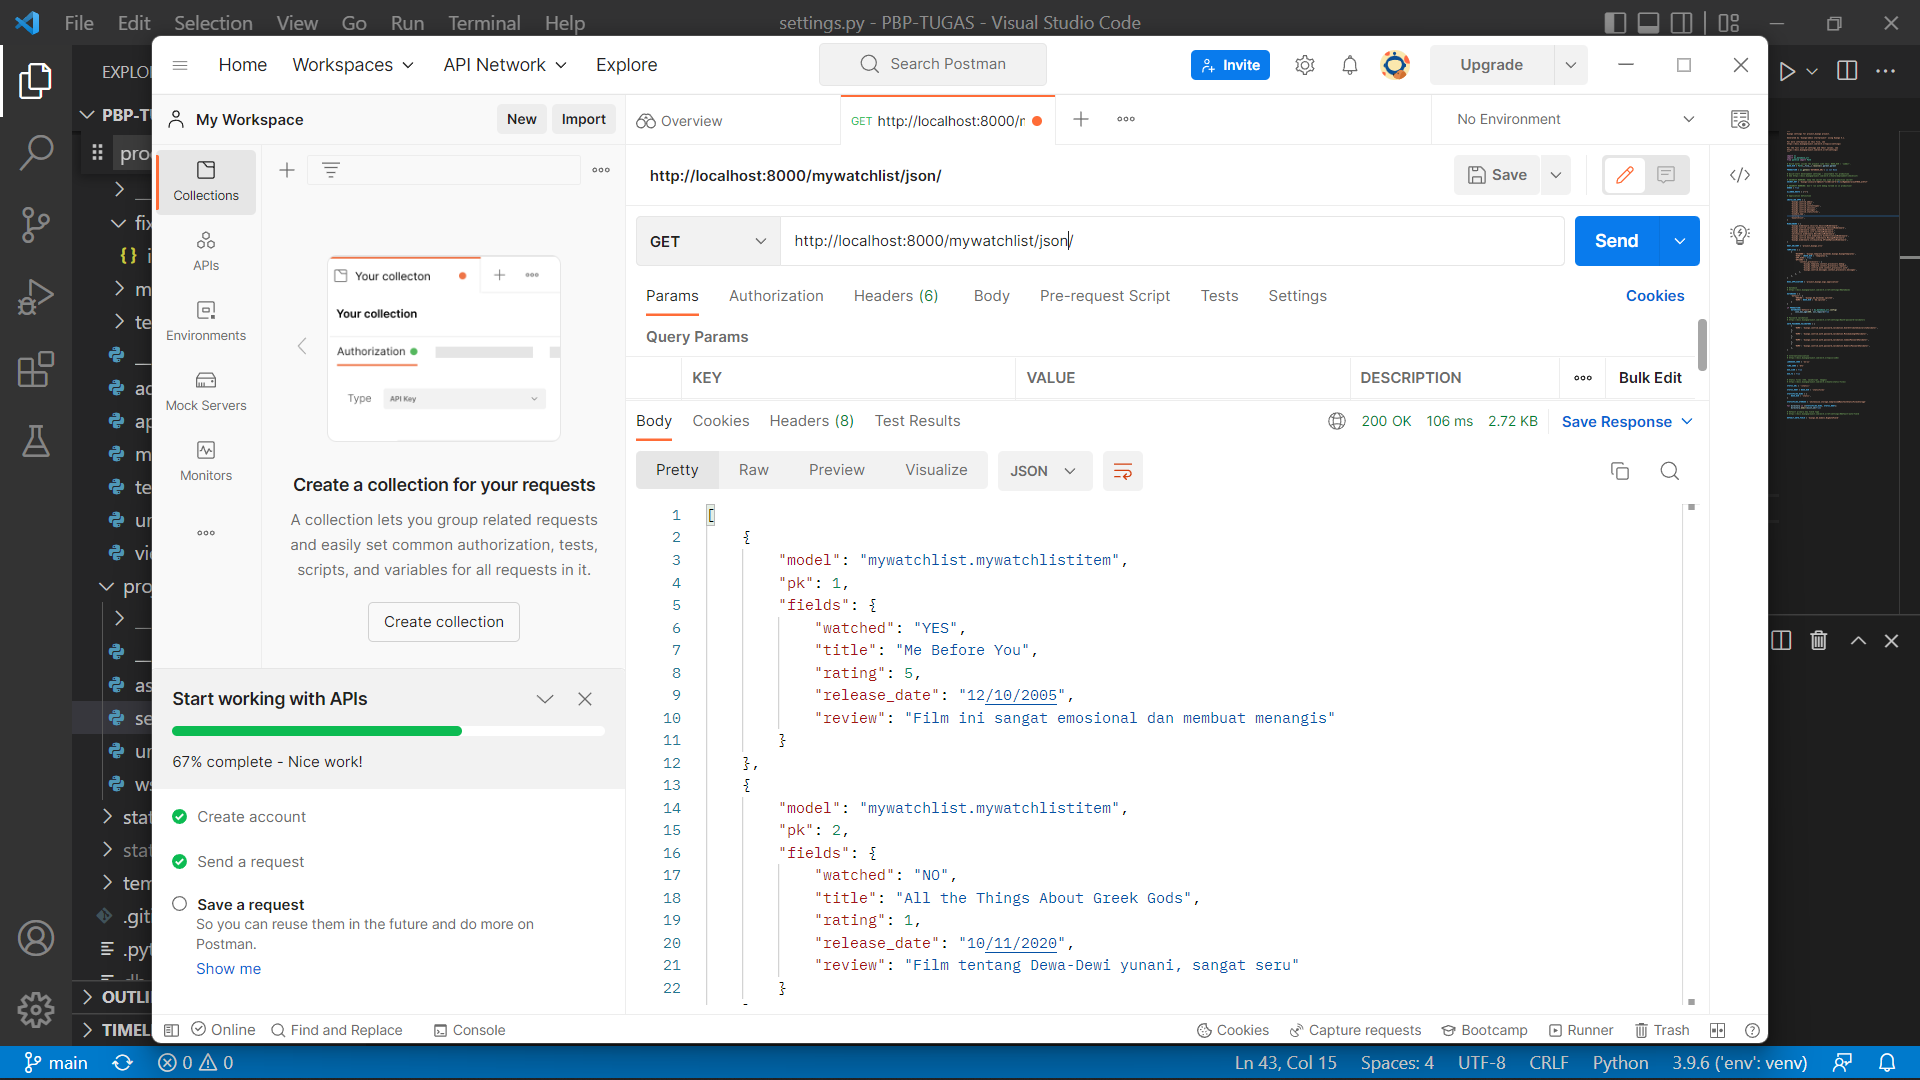 File Edit Selection View Go Run Terminal Help
settings.py - PBP-TUGAS - Visual Studio Code
Home Workspaces API Network Explore
Search Postman
Invite
Upgrade
My Workspace
New Import
Overview
GET http://localhost:8000/
No Environment
http://localhost:8000/mywatchlist/json/
Save
GET
http://localhost:8000/mywatchlist/json/
Send
Params Authorization Headers (6) Body Pre-request Script Tests Settings
Cookies
Query Params
KEY VALUE DESCRIPTION Bulk Edit
Body Cookies Headers (8) Test Results
200 OK 106 ms 2.72 KB Save Response
Pretty Raw Preview Visualize JSON
1 [
2 {
3 "model": "mywatchlist.mywatchlistitem",
4 "pk": 1,
5 "fields": {
6 "watched": "YES",
7 "title": "Me Before You",
8 "rating": 5,
9 "release_date": "12/10/2005",
10 "review": "Film ini sangat emosional dan membuat menangis"
11 }
12 },
13 {
14 "model": "mywatchlist.mywatchlistitem",
15 "pk": 2,
16 "fields": {
17 "watched": "NO",
18 "title": "All the Things About Greek Gods",
19 "rating": 1,
20 "release_date": "10/11/2020",
21 "review": "Film tentang Dewa-Dewi yunani, sangat seru"
22 }
Collections
APIs
Environments
Mock Servers
Monitors
Your collecton
Your collection
Authorization
Type API Key
Create a collection for your requests
A collection lets you group related requests
and easily set common authorization, tests,
scripts, and variables for all requests in it.
Create collection
Start working with APIs
67% complete - Nice work!
Create account
Send a request
Save a request
So you can reuse them in the future and do more on
Postman.
Show me
Online Find and Replace Console
Cookies Capture requests Bootcamp Runner Trash
EXPLO
PBP-T
pro
fix
{} i
m
te
ad
ap
m
te
ur
vi
pro
as
se
ur
ws
stat
stat
tem
.git
.py
OUTLI
TIMEL
main
0 0
Ln 43, Col 15 Spaces: 4 UTF-8 CRLF Python 3.9.6 ('env': venv)